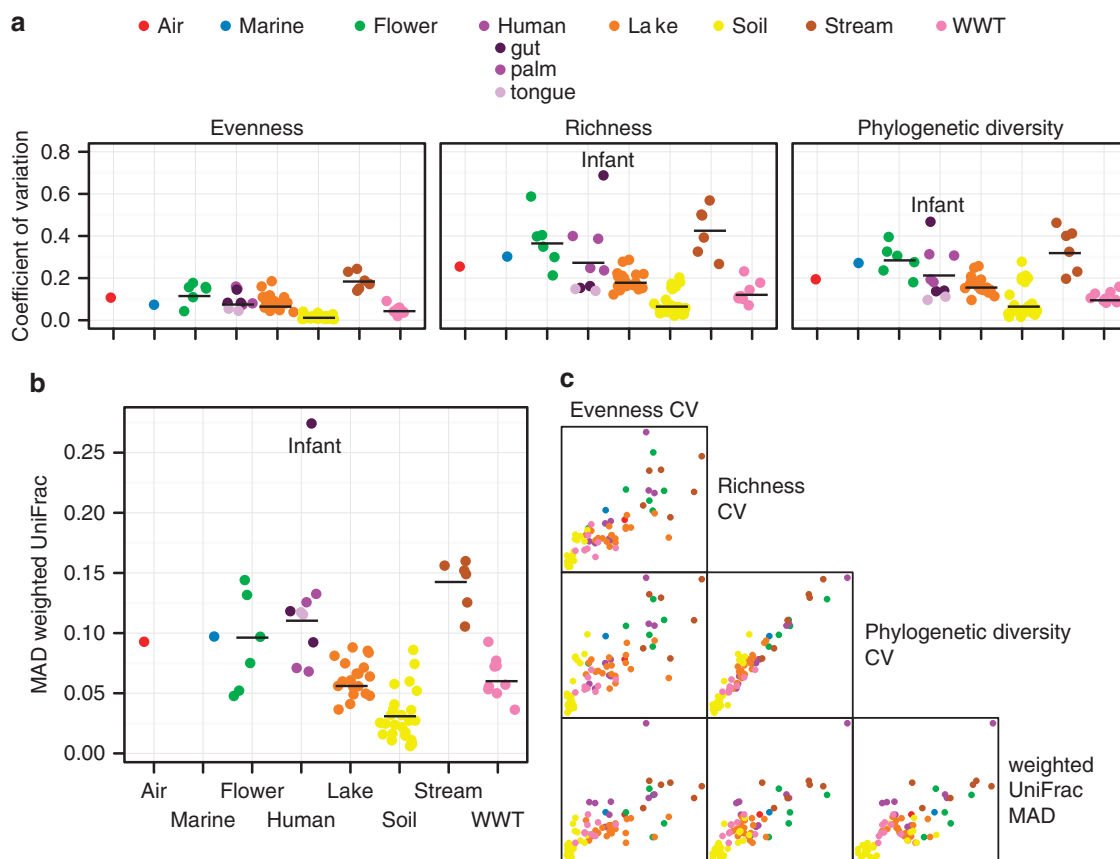 a
Air Marine Flower Human Lake Soil Stream WWT
gut
palm
tongue
Evenness Richness Phylogenetic diversity
Coefficient of variation
0.8
0.6
0.4
0.2
0.0
Infant
Infant
b
MAD weighted UniFrac
0.25
0.20
0.15
0.10
0.05
0.00
Infant
Air Flower Lake Stream
Marine Human Soil WWT
c
Evenness CV
Richness
CV
Phylogenetic diversity
CV
weighted
UniFrac
MAD